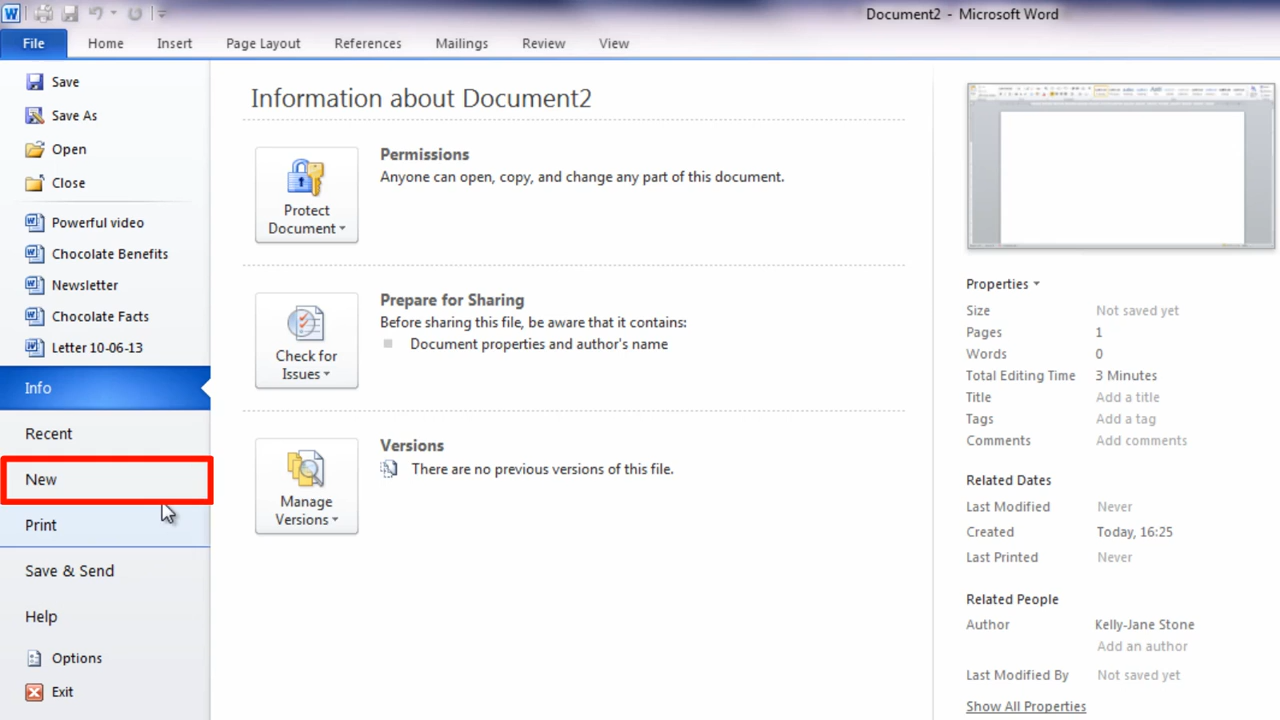 Document2 - Microsoft Word
File Home Insert Page Layout References Mailings Review View
Save
Save As
Open
Close
Powerful video
Chocolate Benefits
Newsletter
Chocolate Facts
Letter 10-06-13
Info
Recent
New
Print
Save & Send
Help
Options
Exit
Information about Document2
Protect
Document
Permissions
Anyone can open, copy, and change any part of this document.
Check for
Issues
Prepare for Sharing
Before sharing this file, be aware that it contains:
Document properties and author's name
Manage
Versions
Versions
There are no previous versions of this file.
Properties
Size Not saved yet
Pages 1
Words 0
Total Editing Time 3 Minutes
Title Add a title
Tags Add a tag
Comments Add comments
Related Dates
Last Modified Never
Created Today, 16:25
Last Printed Never
Related People
Author Kelly-Jane Stone
Add an author
Last Modified By Not saved yet
Show All Properties